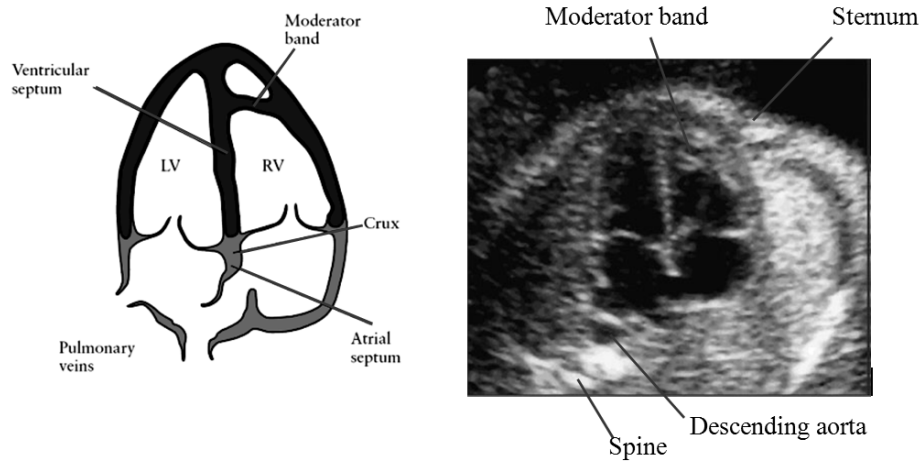 Moderator
band
Ventricular
septum
LV
RV
Crux
Atrial
septum
Pulmonary
veins
Moderator band
Sternum
Descending aorta
Spine